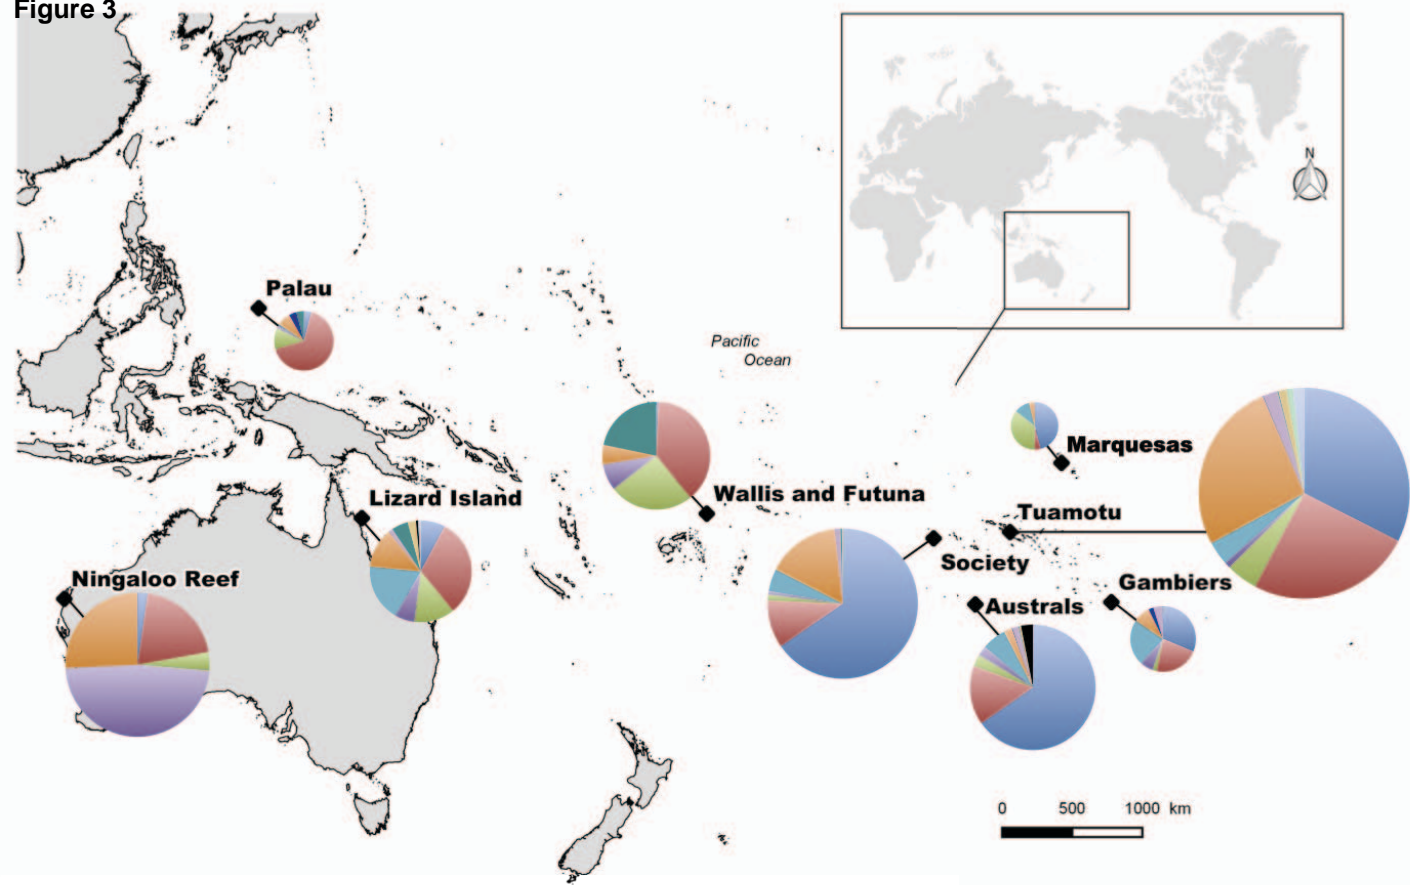 Figure 3
N
Palau
Pacific
Ocean
Marquesas
Lizard Island
Wallis and Futuna
Tuamotu
Society
Ningaloo Reef
Gambiers
Australs
0 500 1000 km